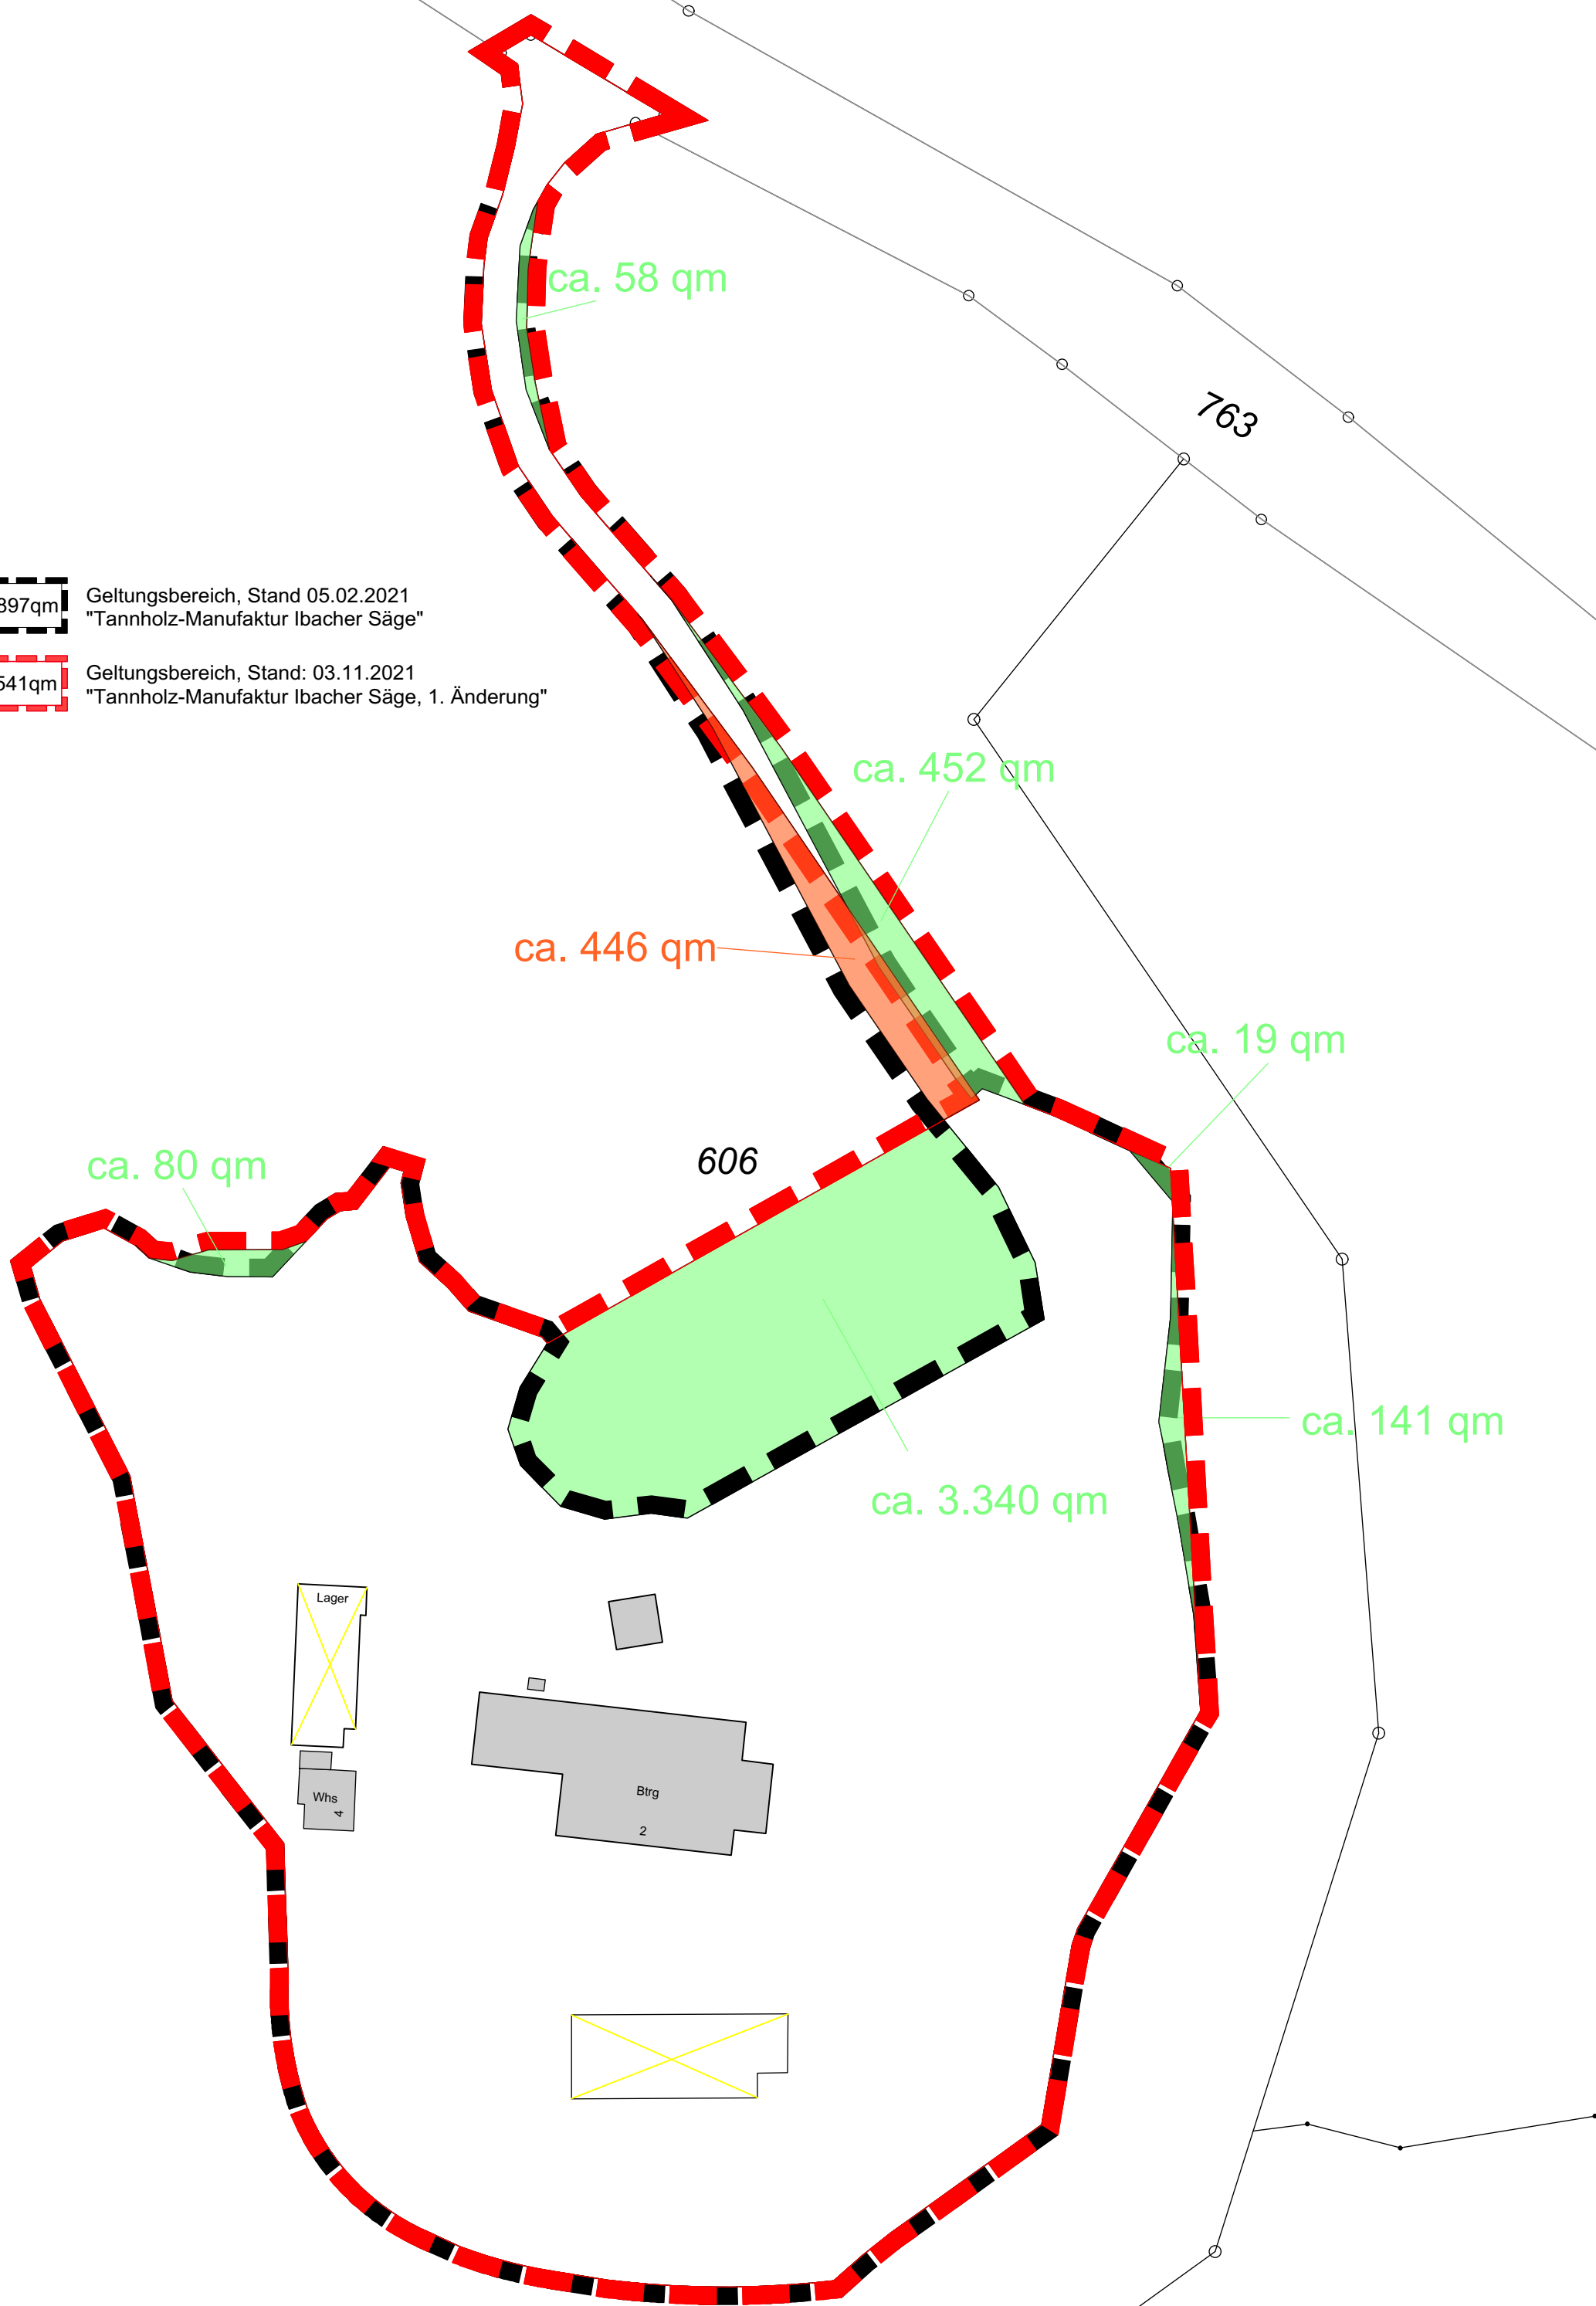 ca. 58 qm
763
897qm
Geltungsbereich, Stand 05.02.2021
"Tannholz-Manufaktur Ibacher Säge"
541qm
Geltungsbereich, Stand: 03.11.2021
"Tannholz-Manufaktur Ibacher Säge, 1. Änderung"
ca. 452 qm
ca. 446 qm
ca. 19 qm
606
ca. 80 qm
ca. 141 qm
ca. 3.340 qm
Lager
Whs
4
Btrg
2